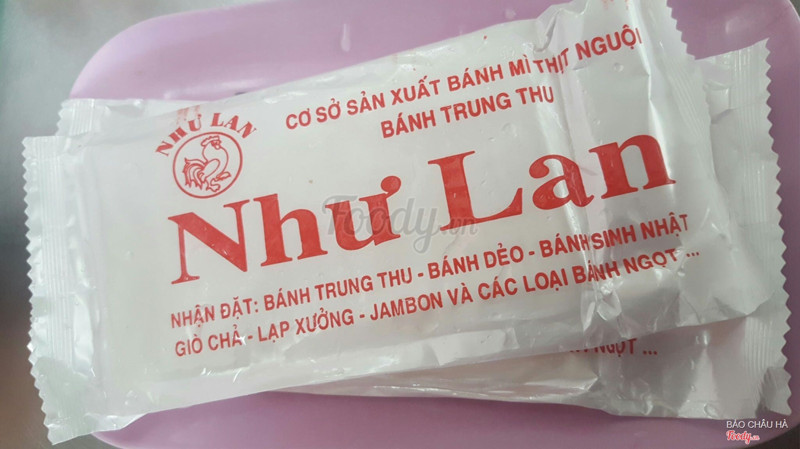 NHƯ LAN
CƠ SỞ SẢN XUẤT BÁNH MÌ THỊT NGUỘI
BÁNH TRUNG THU
Như Lan
NHẬN ĐẶT: BÁNH TRUNG THU - BÁNH DẺO - BÁNH SINH NHẬT
GIÒ CHẢ - LẠP XƯỞNG - JAMBON VÀ CÁC LOẠI BÁNH NGỌT ...
NGỌT ...
Foody.vn
BẢO CHÂU HÀ
Foody.vn